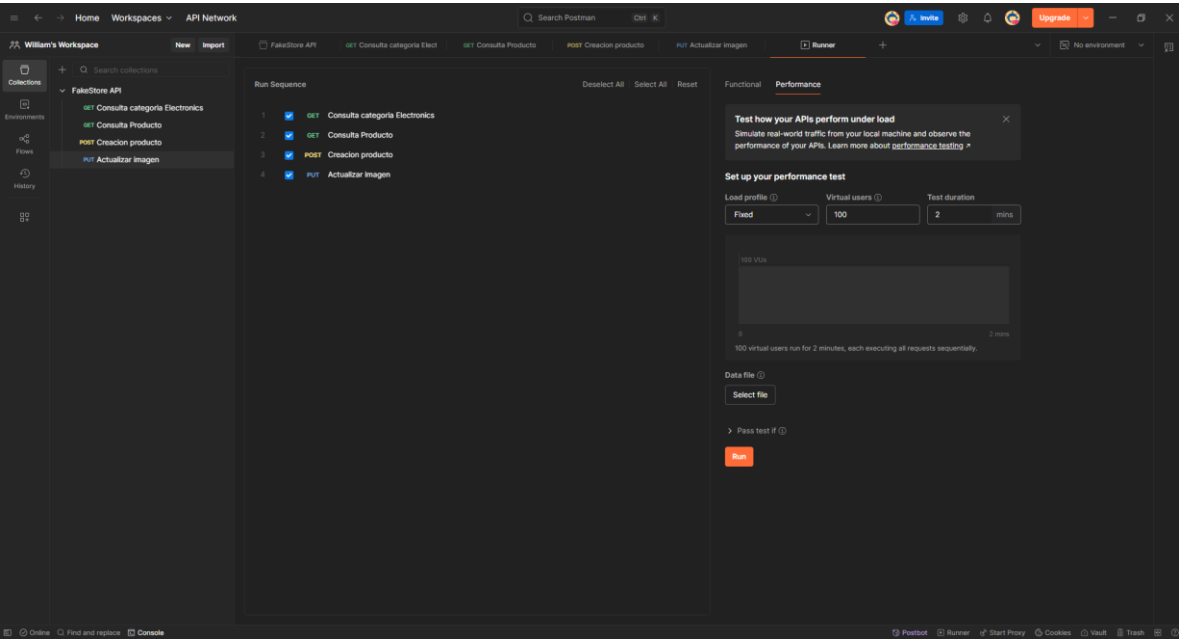 Home Workspaces API Network Search Postman Ctrl K Invite Upgrade
William's Workspace New Import FakeStore API GET Consulta categoria Elect GET Consulta Producto POST Creacion producto PUT Actualizar imagen Runner No environment
Collections
Environments
Flows
History
Search collections
FakeStore API
GET Consulta categoria Electronics
GET Consulta Producto
POST Creacion producto
PUT Actualizar imagen
Run Sequence Deselect All Select All Reset
1 GET Consulta categoria Electronics
2 GET Consulta Producto
3 POST Creacion producto
4 PUT Actualizar imagen
Functional Performance
Test how your APIs perform under load
Simulate real-world traffic from your local machine and observe the
performance of your APIs. Learn more about performance testing
Set up your performance test
Load profile Virtual users Test duration
Fixed 100 2 mins
100 VUs
0 2 mins
100 virtual users run for 2 minutes, each executing all requests sequentially.
Data file
Select file
Pass test if
Run
Online Find and replace Console Postbot Runner Start Proxy Cookies Vault Trash